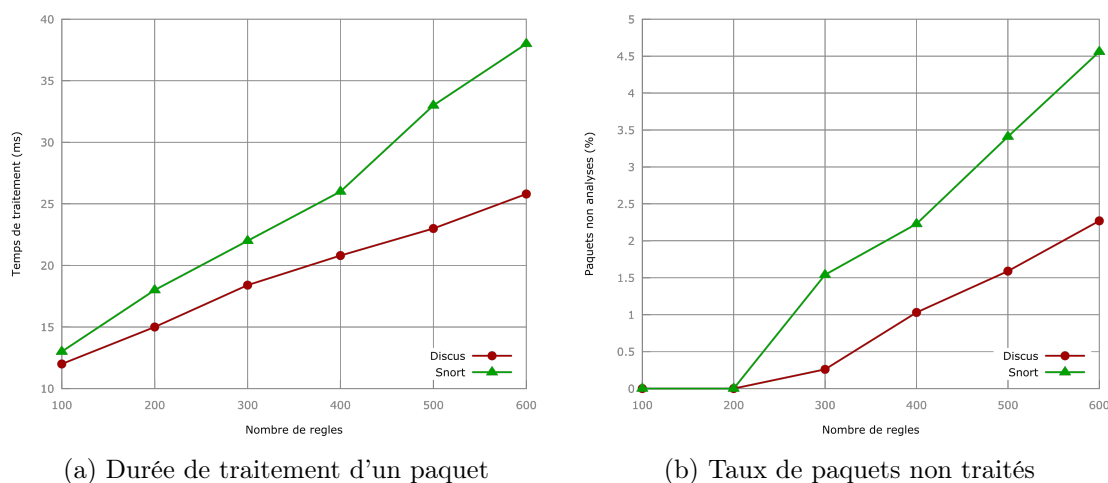 40
35
30
25
20
15
10
100 200 300 400 500 600
Temps de traitement (ms)
Nombre de regles
Discus
Snort
(a) Durée de traitement d'un paquet
5
4.5
4
3.5
3
2.5
2
1.5
1
0.5
0
100 200 300 400 500 600
Paquets non analyses (%)
Nombre de regles
Discus
Snort
(b) Taux de paquets non traités